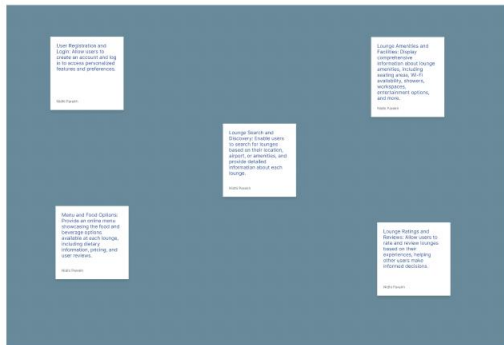 User Registration and
Login: Allow users to
create an account and log
in to access personalized
features and preferences.
Lounge Amenities and
Facilities: Display
comprehensive
information about lounge
amenities, including
seating areas, Wi-Fi
availability, showers,
workspaces,
entertainment options,
and more.
Lounge Search and
Discovery: Enable users
to search for lounges
based on their location,
airport, or amenities, and
provide detailed
information about each
lounge.
Menu and Food Options:
Provide an online menu
showcasing the food and
beverage options
available at each lounge,
including dietary
information, pricing, and
user reviews.
Lounge Ratings and
Reviews: Allow users to
rate and review lounges
based on their
experiences, helping
other users make
informed decisions.